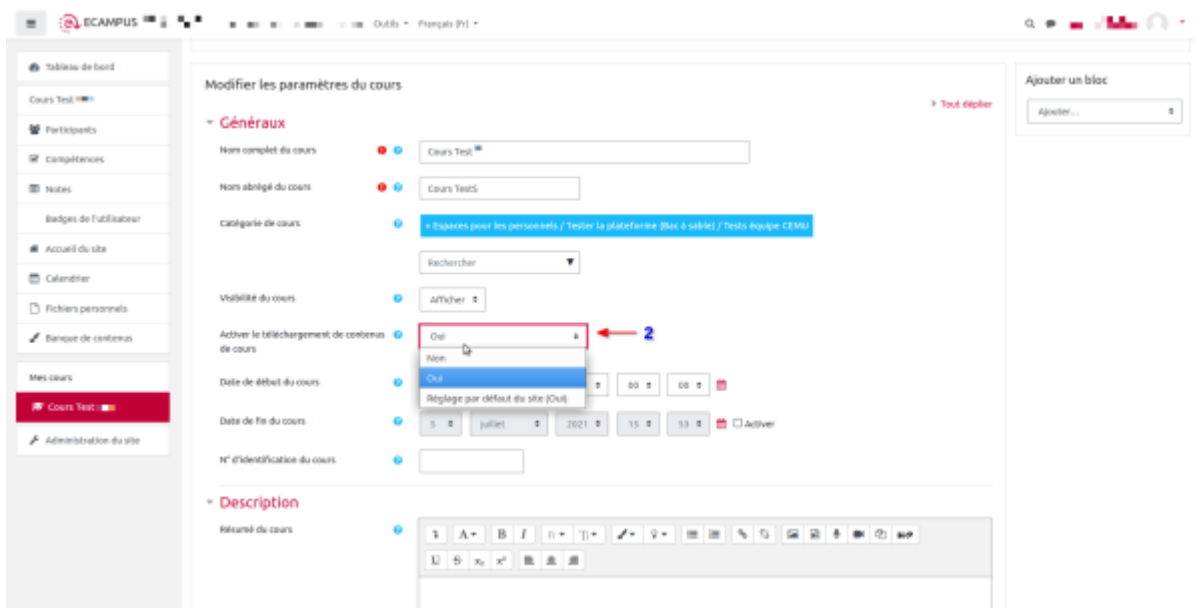 ECAMPUS
Outils
Français (fr)
Tableau de bord
Cours Test
Participants
Compétences
Notes
Badges de l'utilisateur
Accueil du site
Calendrier
Fichiers personnels
Banque de contenus
Mes cours
Cours Test
Administration du site
Modifier les paramètres du cours
Tout déplier
Généraux
Nom complet du cours
Cours Test
Nom abrégé du cours
Cours TestS
Catégorie de cours
× Espaces pour les personnels / Tester la plateforme (Bac à sable) / Tests équipe CEMU
Rechercher
Visibilité du cours
Afficher
Activer le téléchargement de contenus
de cours
Oui
2
Non
Oui
Réglage par défaut du site (Oui)
Date de début du cours
00
00
Date de fin du cours
5
juillet
2021
15
53
Activer
N° d'identification du cours
Description
Résumé du cours
Ajouter un bloc
Ajouter...